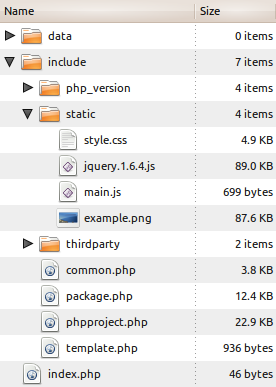 Name Size
data 0 items
include 7 items
php_version 4 items
static 4 items
style.css 4.9 KB
jquery.1.6.4.js 89.0 KB
main.js 699 bytes
example.png 87.6 KB
thirdparty 2 items
common.php 3.8 KB
package.php 12.4 KB
phpproject.php 22.9 KB
template.php 936 bytes
index.php 46 bytes